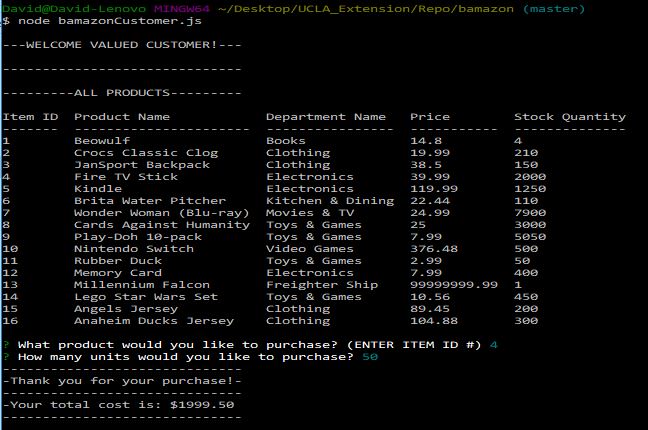 David@David-Lenovo MINGW64 ~/Desktop/UCLA_Extension/Repo/bamazon (master)
$ node bamazonCustomer.js
---WELCOME VALUED CUSTOMER!---
------------------------------
---------ALL PRODUCTS---------
Item ID  Product Name            Department Name   Price        Stock Quantity
-------  ----------------------  ----------------  -----------  --------------
1        Beowulf                 Books             14.8         4
2        Crocs Classic Clog      Clothing          19.99        210
3        JanSport Backpack       Clothing          38.5         150
4        Fire TV Stick           Electronics       39.99        2000
5        Kindle                  Electronics       119.99       1250
6        Brita Water Pitcher     Kitchen & Dining  22.44        110
7        Wonder Woman (Blu-ray)  Movies & TV       24.99        7900
8        Cards Against Humanity  Toys & Games      25           3000
9        Play-Doh 10-pack        Toys & Games      7.99         5050
10       Nintendo Switch         Video Games       376.48       500
11       Rubber Duck             Toys & Games      2.99         50
12       Memory Card             Electronics       7.99         400
13       Millennium Falcon       Freighter Ship    99999999.99  1
14       Lego Star Wars Set      Toys & Games      10.56        450
15       Angels Jersey           Clothing          89.45        200
16       Anaheim Ducks Jersey    Clothing          104.88       300
? What product would you like to purchase? (ENTER ITEM ID #) 4
? How many units would you like to purchase? 50
------------------------------
-Thank you for your purchase!-
------------------------------
-Your total cost is: $1999.50
------------------------------